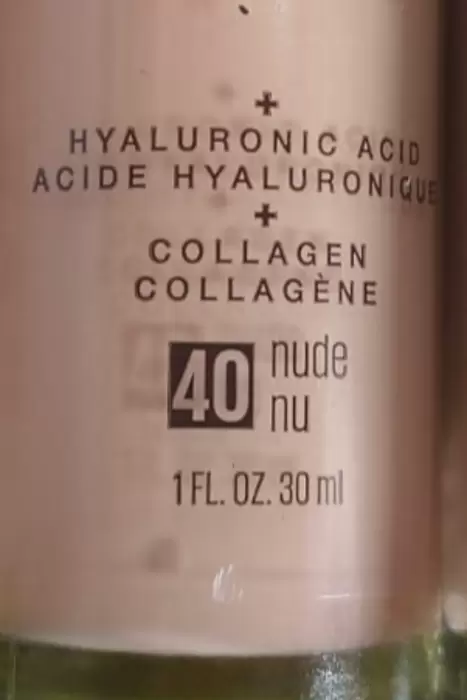 +
HYALURONIC ACID
ACIDE HYALURONIQUE
+
COLLAGEN
COLLAGÈNE
40 nude
nu
1 FL. OZ. 30 ml